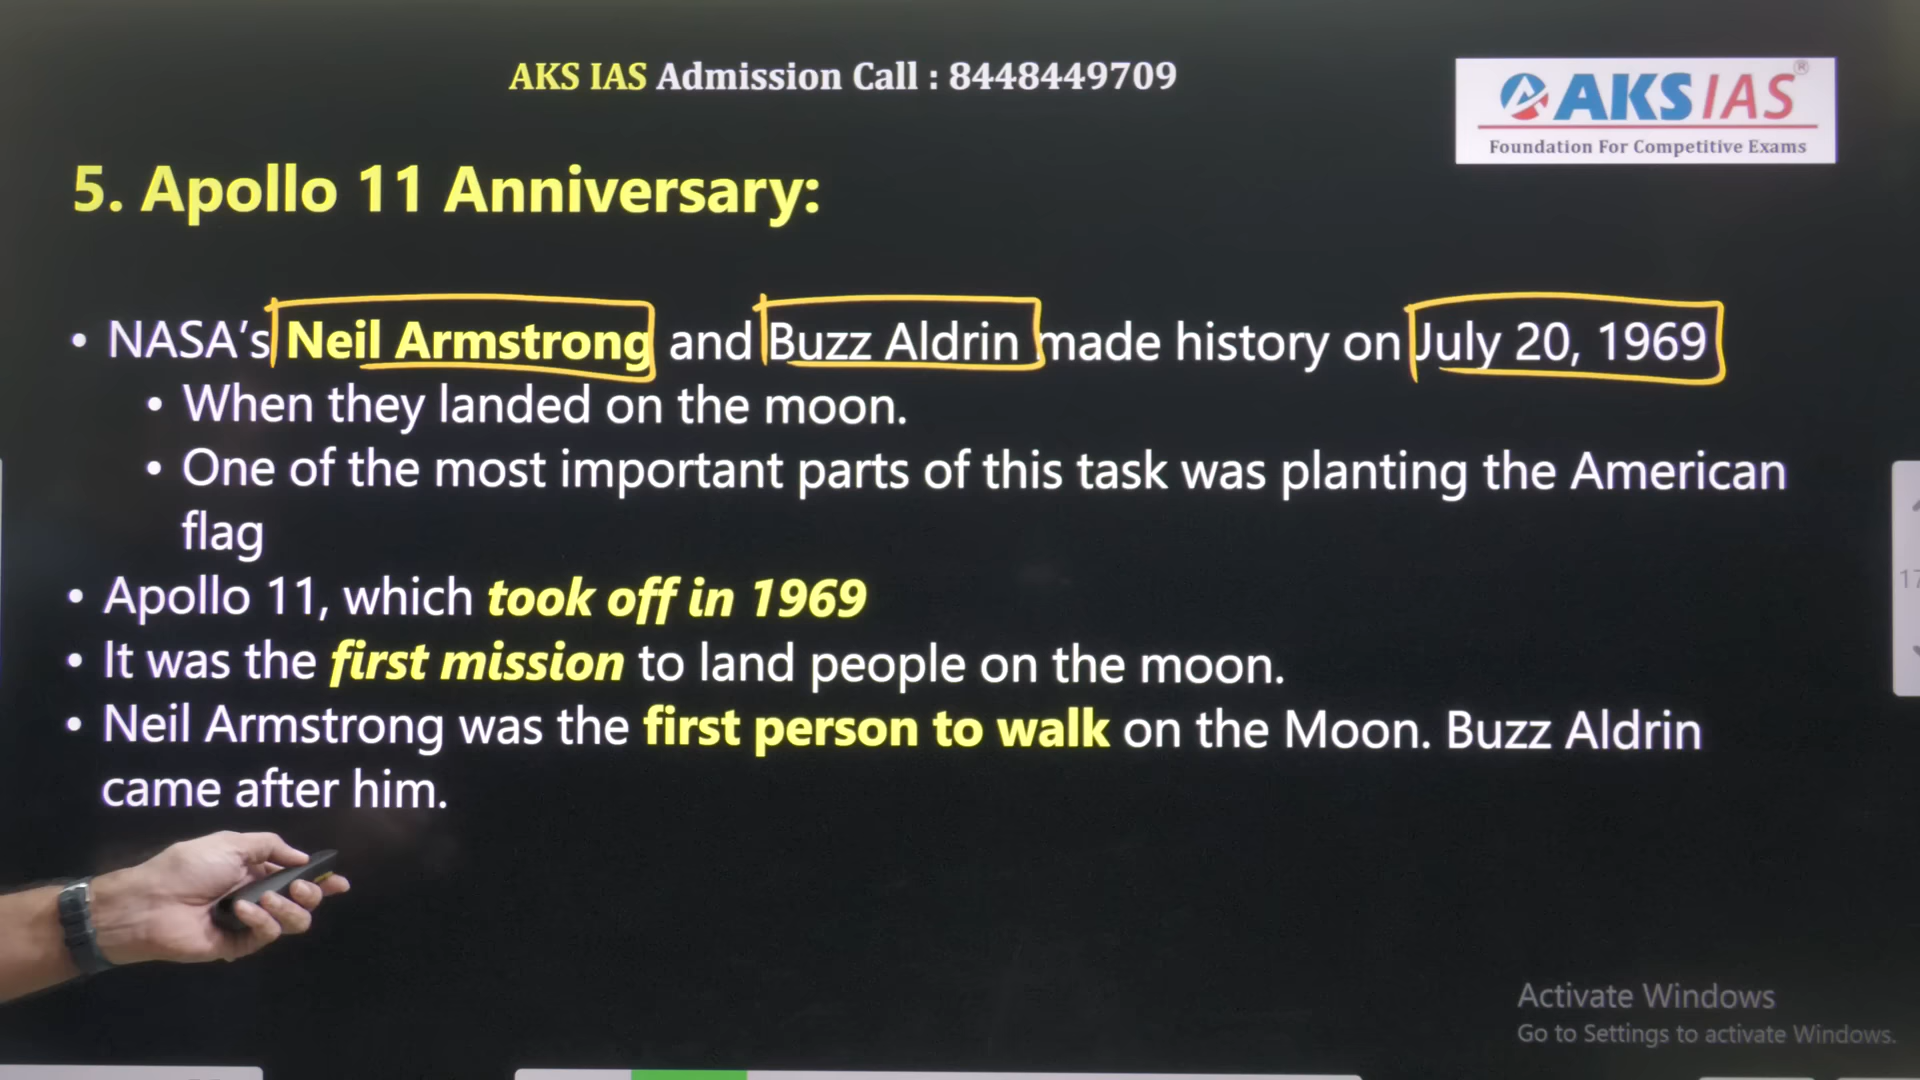 AKS IAS Admission Call : 8448449709
AKS IAS ®
Foundation For Competitive Exams
5. Apollo 11 Anniversary:
• NASA’s Neil Armstrong and Buzz Aldrin made history on July 20, 1969
• When they landed on the moon.
• One of the most important parts of this task was planting the American
flag
• Apollo 11, which took off in 1969
• It was the first mission to land people on the moon.
• Neil Armstrong was the first person to walk on the Moon. Buzz Aldrin
came after him.
17
Activate Windows
Go to Settings to activate Windows.